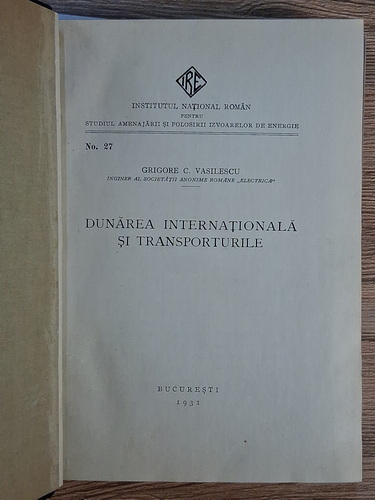 IRE
INSTITUTUL NAȚIONAL ROMÂN
PENTRU
STUDIUL AMENAJĂRII ȘI FOLOSIRII IZVOARELOR DE ENERGIE
No. 27
GRIGORE C. VASILESCU
INGINER AL SOCIETĂȚII ANONIME ROMÂNE „ELECTRICA“
DUNĂREA INTERNAȚIONALĂ
ȘI TRANSPORTURILE
BUCUREȘTI
1931